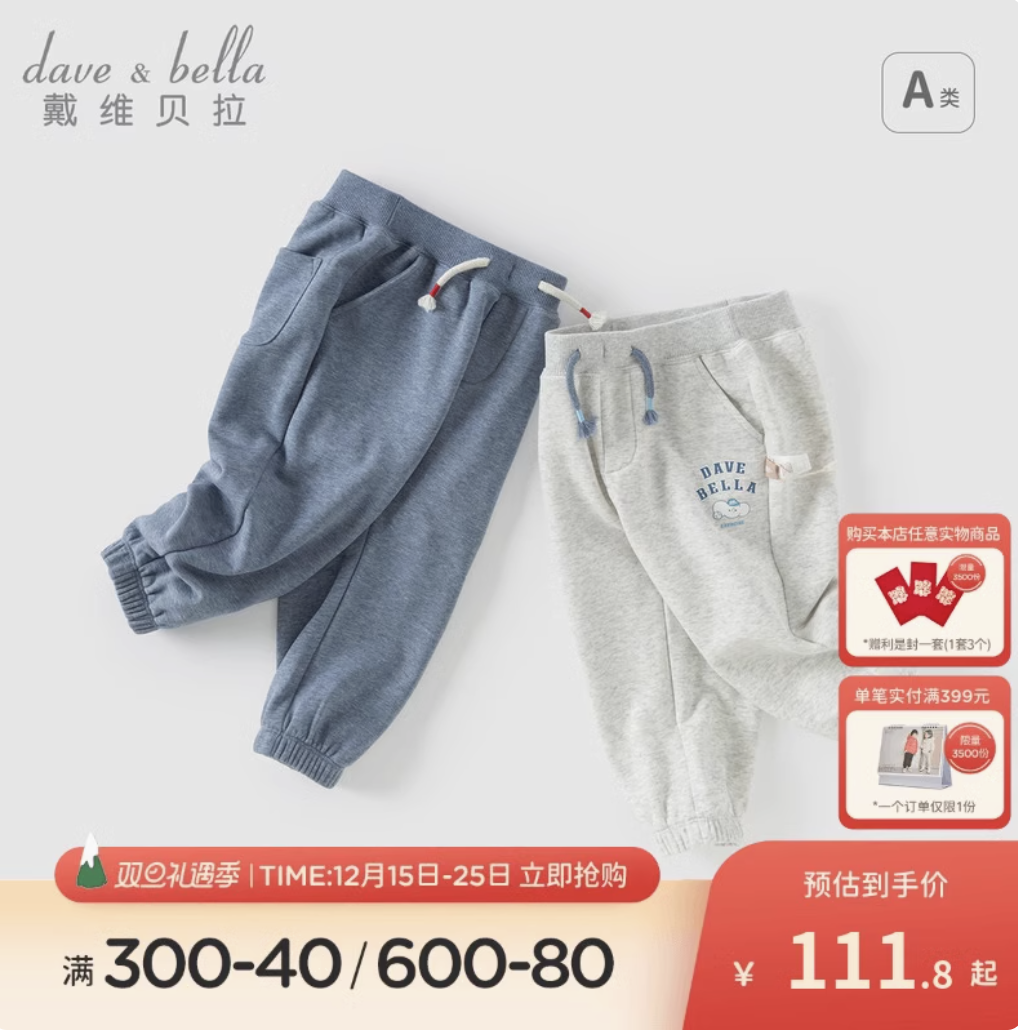 dave & bella
戴维贝拉
A类
DAVE
BELLA
购买本店任意实物商品
限量
3500份
*赠利是封一套(1套3个)
单笔实付满399元
限量
3500份
*一个订单仅限1份
双旦礼遇季|TIME:12月15日-25日 立即抢购
预估到手价
满300-40/600-80
¥ 111.8 起